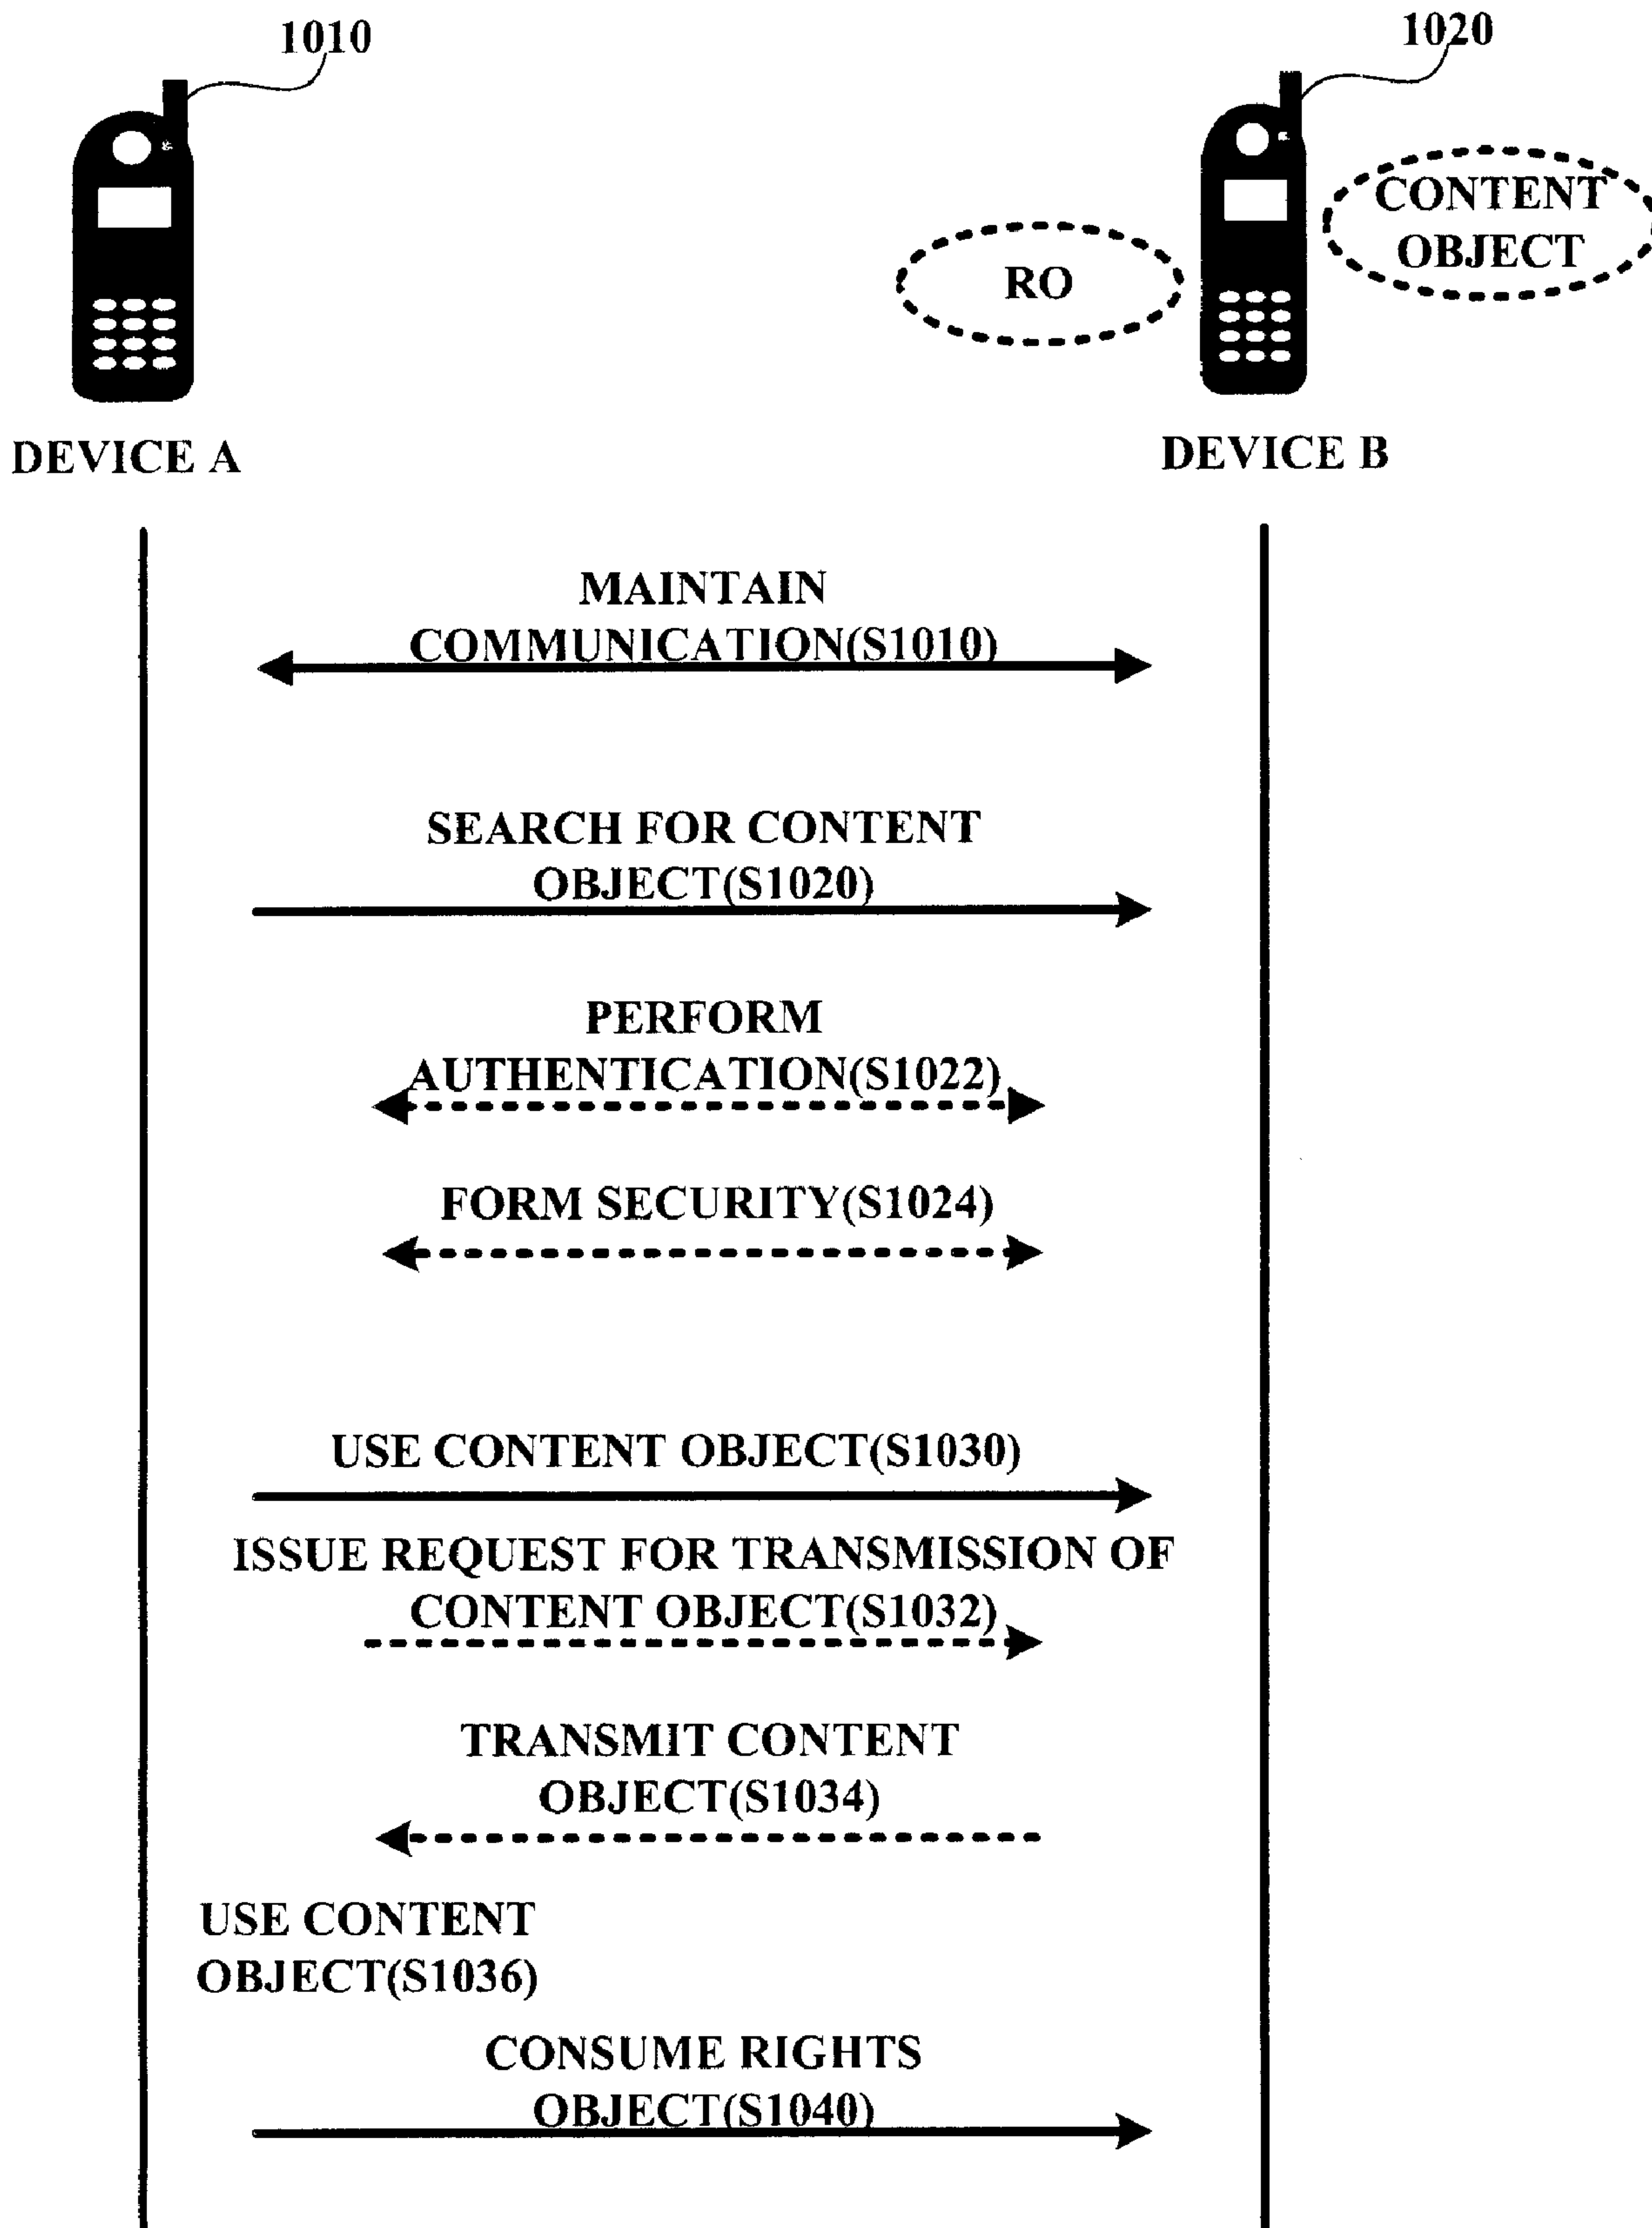 1010
1020
CONTENT
OBJECT
RO
DEVICE A
DEVICE B
MAINTAIN
COMMUNICATION(S1010)
SEARCH FOR CONTENT
OBJECT(S1020)
PERFORM
AUTHENTICATION(S1022)
FORM SECURITY(S1024)
USE CONTENT OBJECT(S1030)
ISSUE REQUEST FOR TRANSMISSION OF
CONTENT OBJECT(S1032)
TRANSMIT CONTENT
OBJECT(S1034)
USE CONTENT
OBJECT(S1036)
CONSUME RIGHTS
OBJECT(S1040)